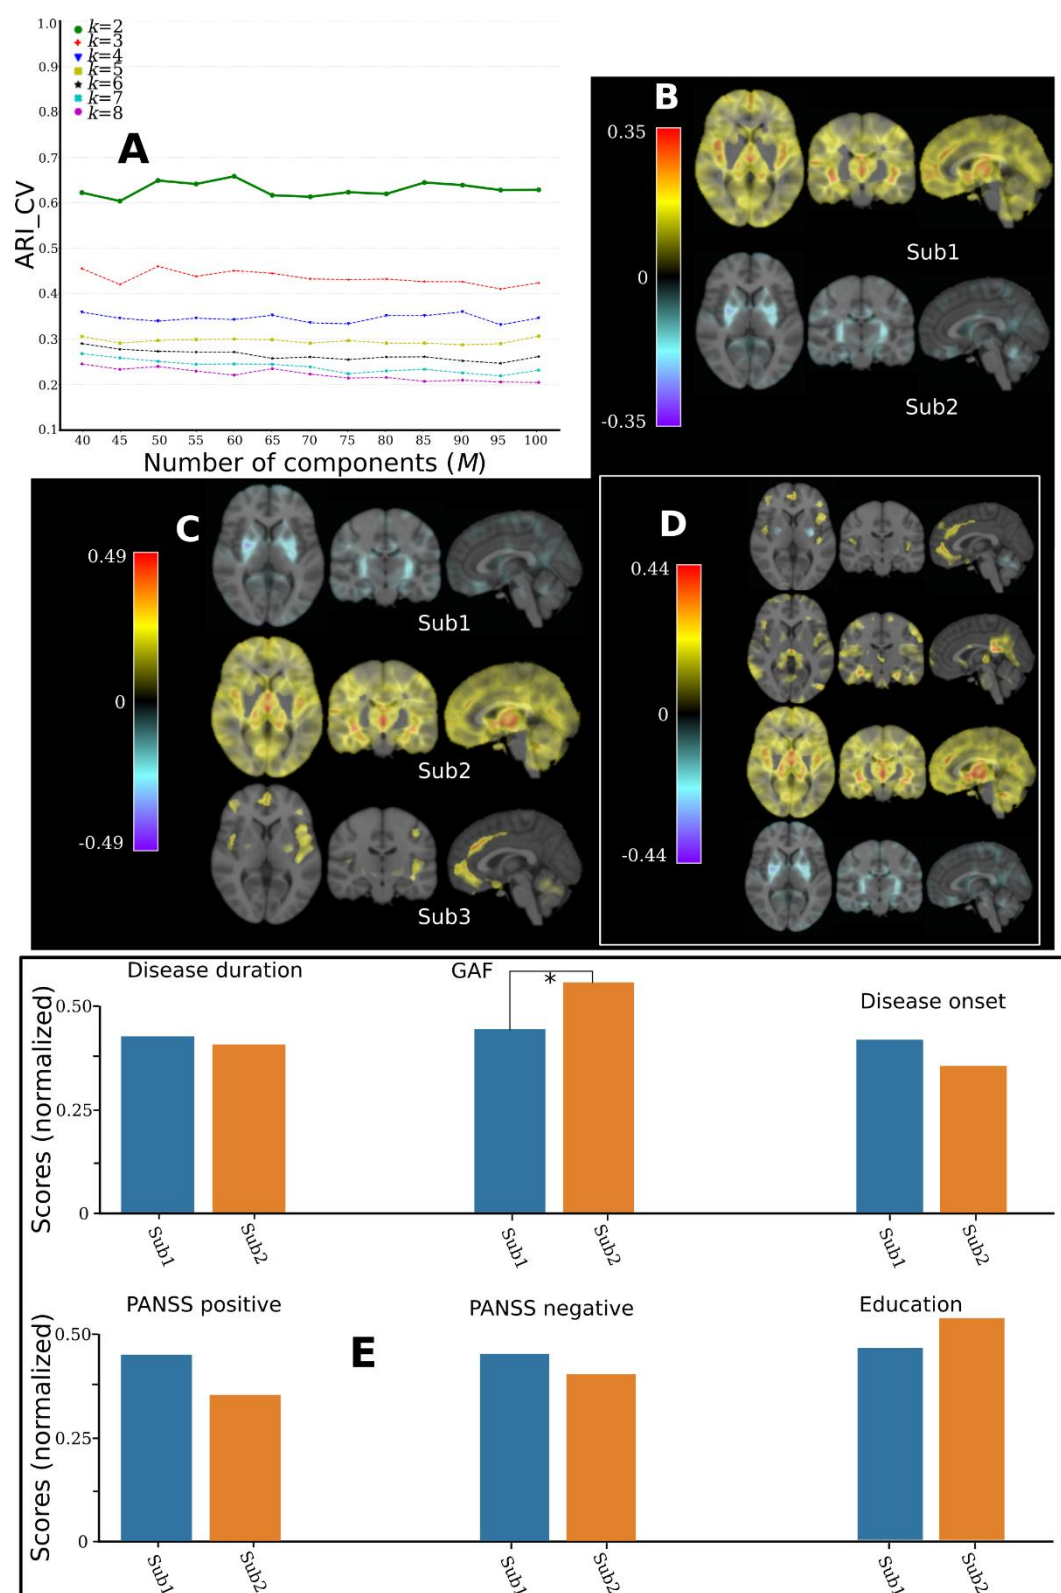 1.0
0.9
0.8
0.7
0.6
0.5
0.4
0.3
0.2
0.1
ARI_CV
k=2
k=3
k=4
k=5
k=6
k=7
k=8
A
40 45 50 55 60 65 70 75 80 85 90 95 100
Number of components (M)
B
0.35
0
-0.35
Sub1
Sub2
C
0.49
0
-0.49
Sub1
Sub2
Sub3
D
0.44
0
-0.44
Disease duration
GAF
*
Disease onset
Scores (normalized)
0.50
0.25
0
Sub1 Sub2 Sub1 Sub2 Sub1 Sub2
PANSS positive
PANSS negative
Education
E
Scores (normalized)
0.50
0.25
0
Sub1 Sub2 Sub1 Sub2 Sub1 Sub2